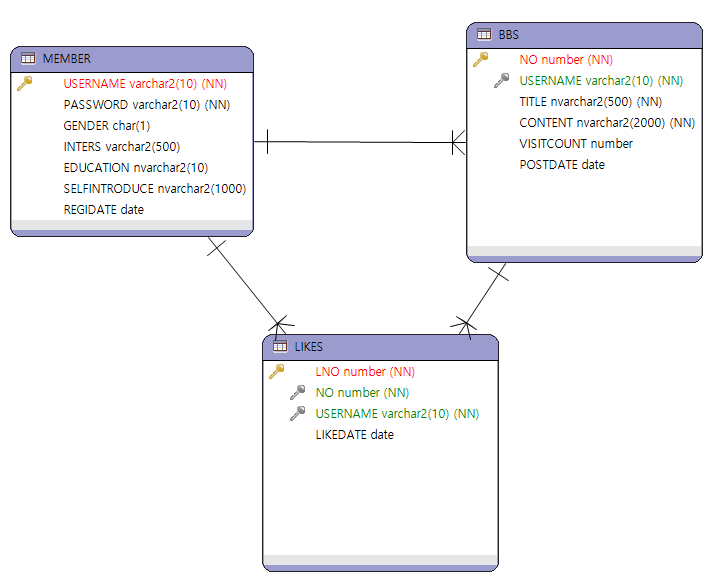 MEMBER
USERNAME varchar2(10) (NN)
PASSWORD varchar2(10) (NN)
GENDER char(1)
INTERS varchar2(500)
EDUCATION nvarchar2(10)
SELFINTRODUCE nvarchar2(1000)
REGIDATE date
BBS
NO number (NN)
USERNAME varchar2(10) (NN)
TITLE nvarchar2(500) (NN)
CONTENT nvarchar2(2000) (NN)
VISITCOUNT number
POSTDATE date
LIKES
LNO number (NN)
NO number (NN)
USERNAME varchar2(10) (NN)
LIKEDATE date